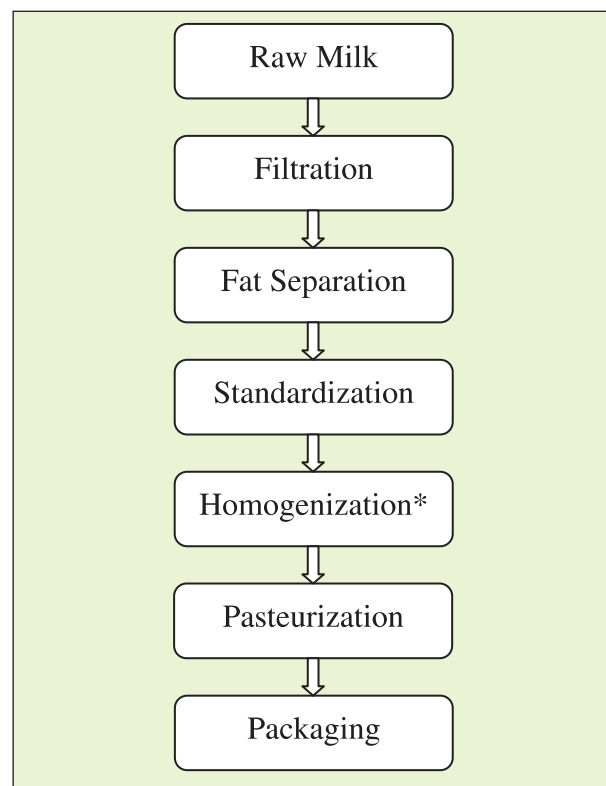 Raw Milk
Filtration
Fat Separation
Standardization
Homogenization*
Pasteurization
Packaging